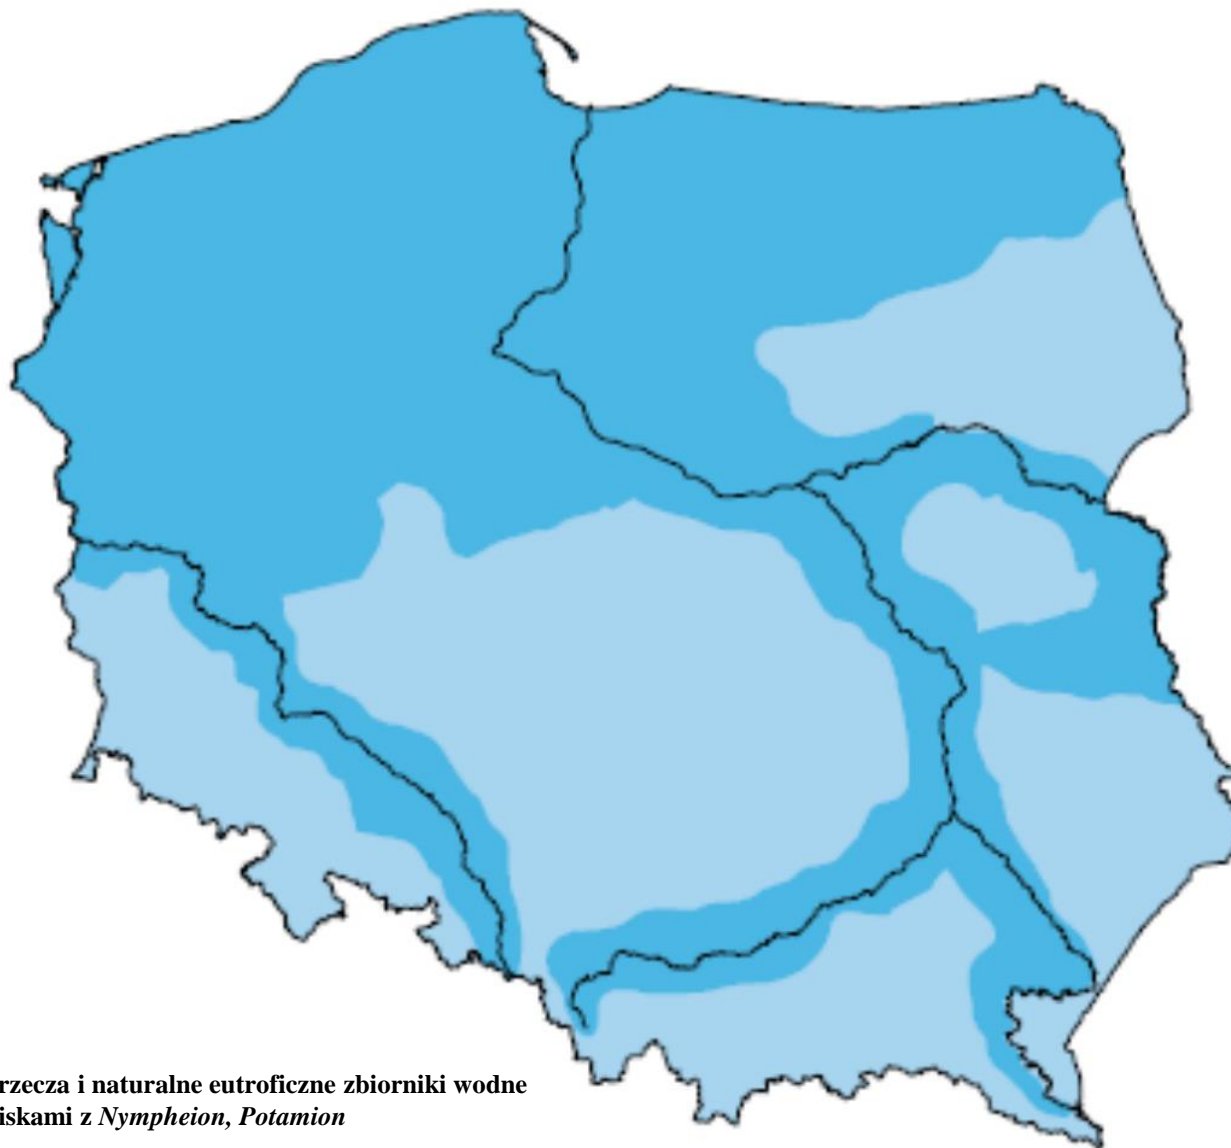 rzecza i naturalne eutroficzne zbiorniki wodne
iskami z Nympheion, Potamion